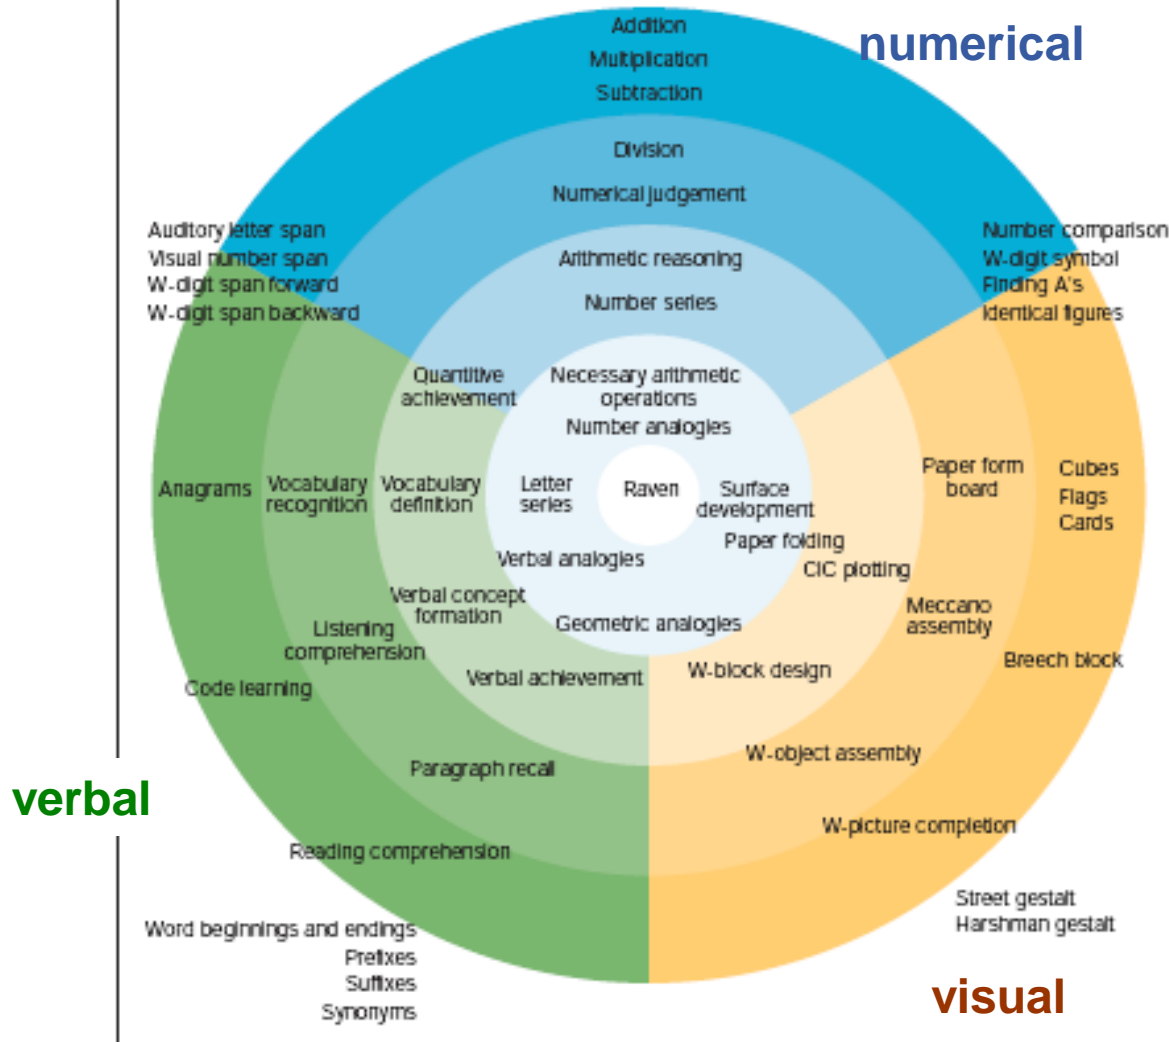 numerical
Addition
Multiplication
Subtraction
Division
Numerical judgement
Auditory letter span
Visual number span
W-digit span forward
W-digit span backward
Number comparison
W-digit symbol
Finding A's
Identical figures
Arithmetic reasoning
Number series
Quantitive
achievement
Necessary arithmetic
operations
Number analogies
Anagrams
Vocabulary
recognition
Vocabulary
definition
Letter
series
Raven
Surface
development
Paper form
board
Cubes
Flags
Cards
Verbal analogies
Paper folding
CIC plotting
Verbal concept
formation
Geometric analogies
Meccano
assembly
Listening
comprehension
Breech block
Code learning
Verbal achievement
W-block design
Paragraph recall
W-object assembly
verbal
W-picture completion
Reading comprehension
Street gestalt
Harshman gestalt
Word beginnings and endings
Prefixes
Suffixes
Synonyms
visual